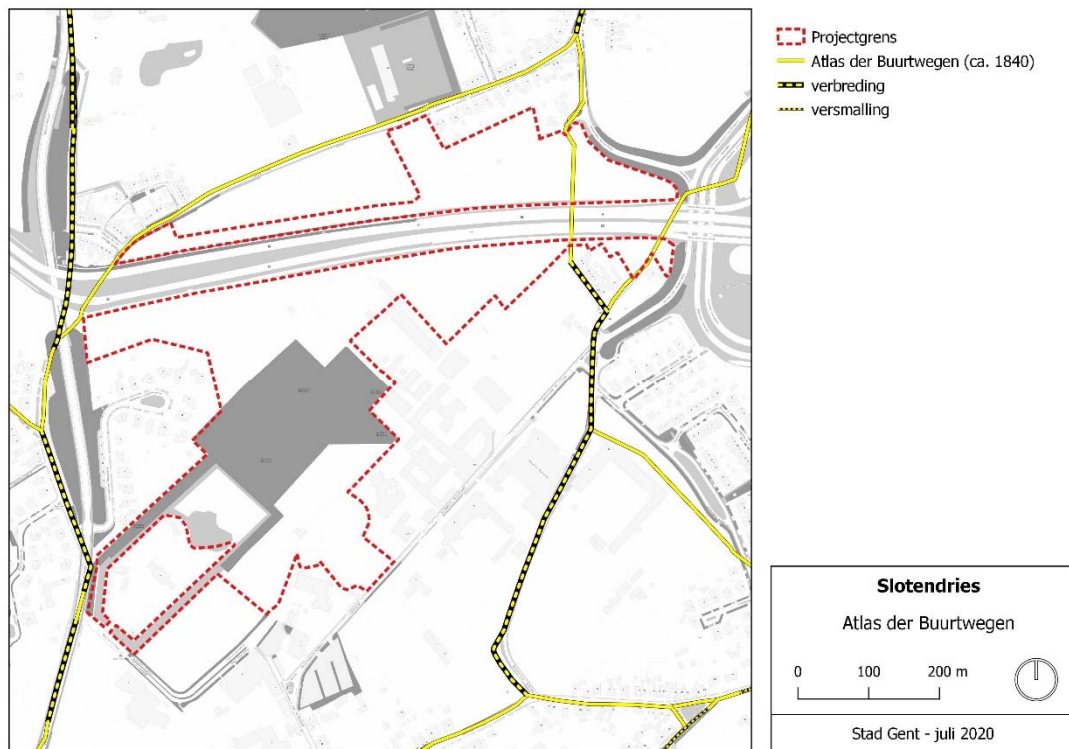 Projectgrens
Atlas der Buurtwegen (ca. 1840)
verbreding
versmalling
Slotendries
Atlas der Buurtwegen
0 100 200 m
Stad Gent - juli 2020